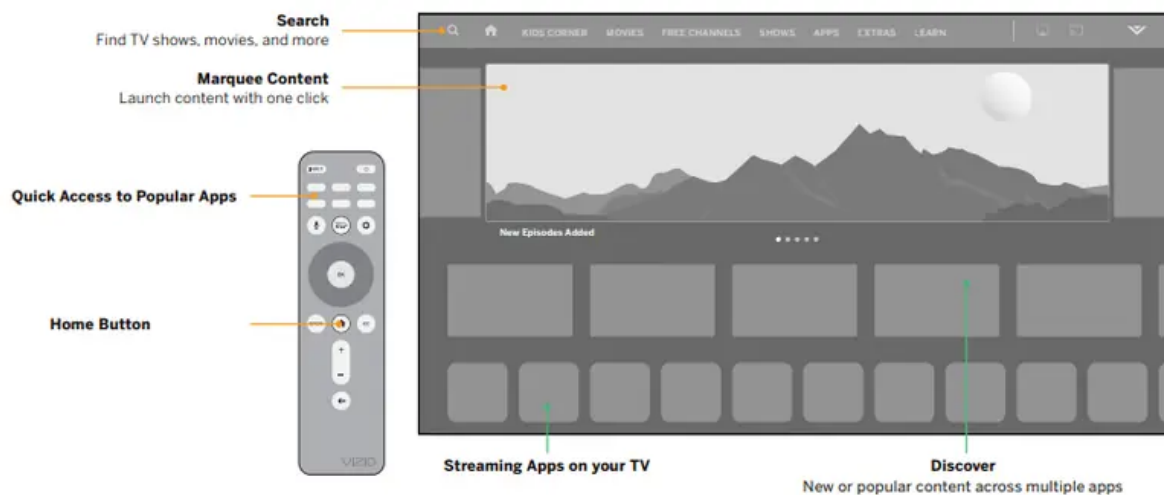 Search
Find TV shows, movies, and more
KIDS CORNER MOVIES FREE CHANNELS SHOWS APPS EXTRAS LEARN
Marquee Content
Launch content with one click
Quick Access to Popular Apps
New Episodes Added
OK
Home Button
+
–
VIZIO
Streaming Apps on your TV
Discover
New or popular content across multiple apps